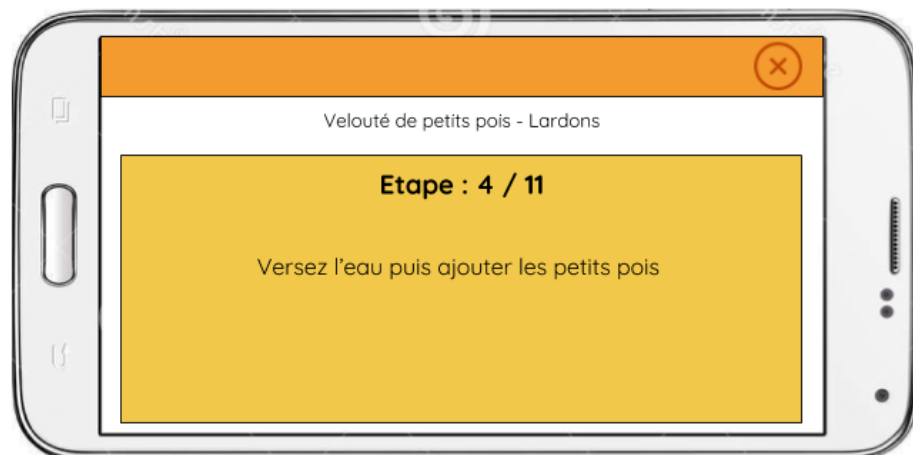 Velouté de petits pois - Lardons
Etape : 4 / 11
Versez l'eau puis ajouter les petits pois